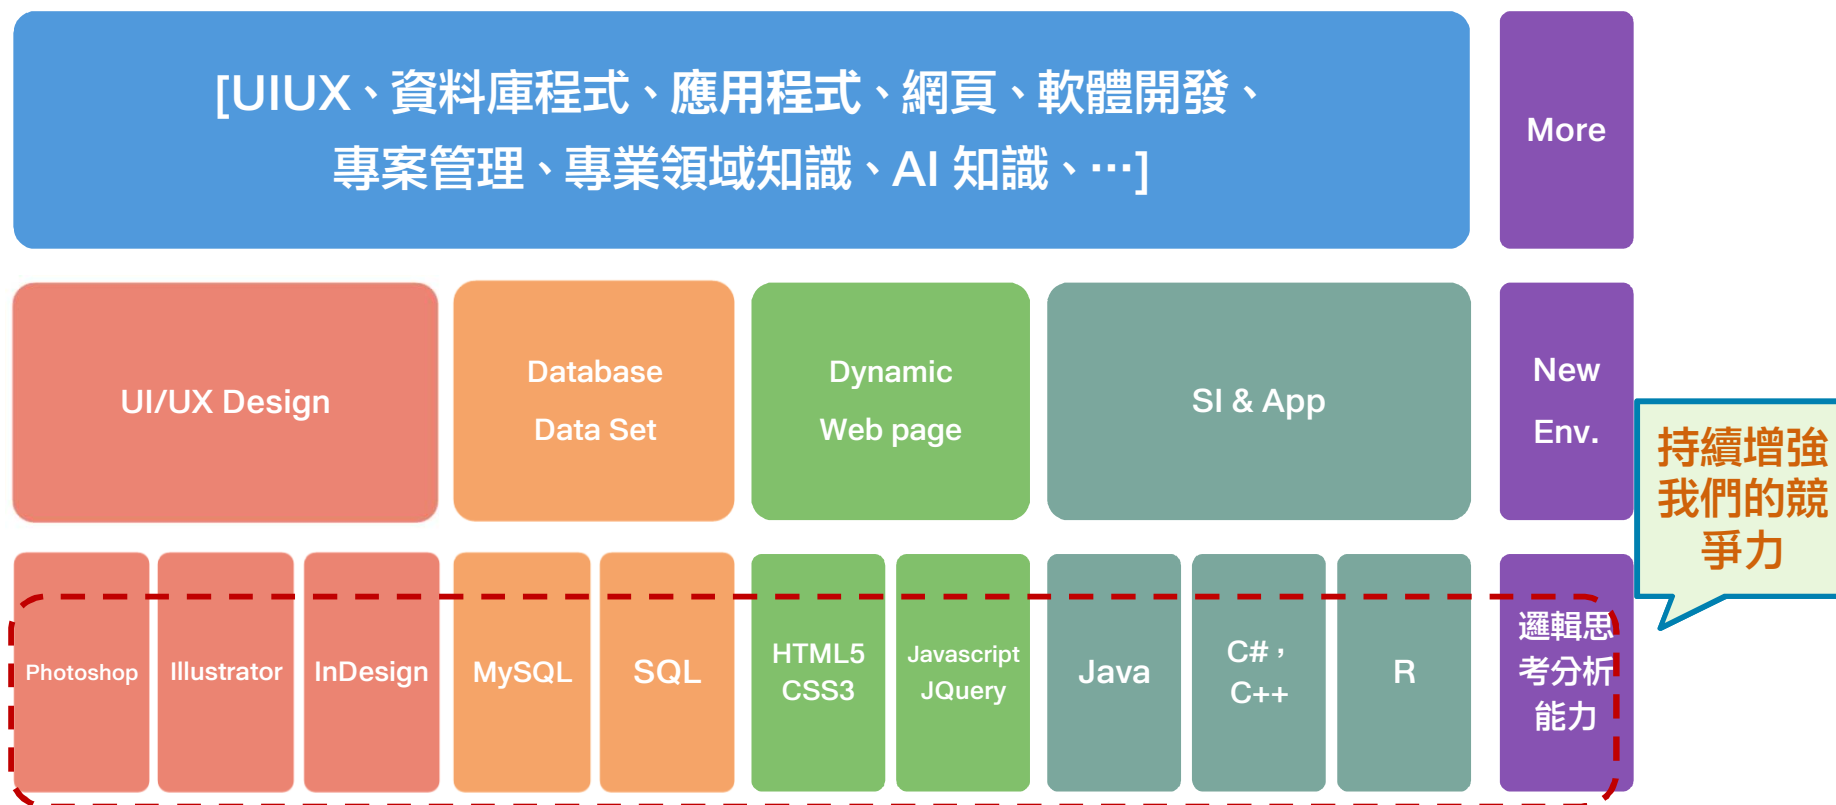 [UIUX、資料庫程式、應用程式、網頁、軟體開發、
專案管理、專業領域知識、AI 知識、…]
More
UI/UX Design
Database
Data Set
Dynamic
Web page
SI & App
New
Env.
持續增強
我們的競
爭力
Photoshop
Illustrator
InDesign
MySQL
SQL
HTML5
CSS3
Javascript
JQuery
Java
C#，
C++
R
邏輯思
考分析
能力